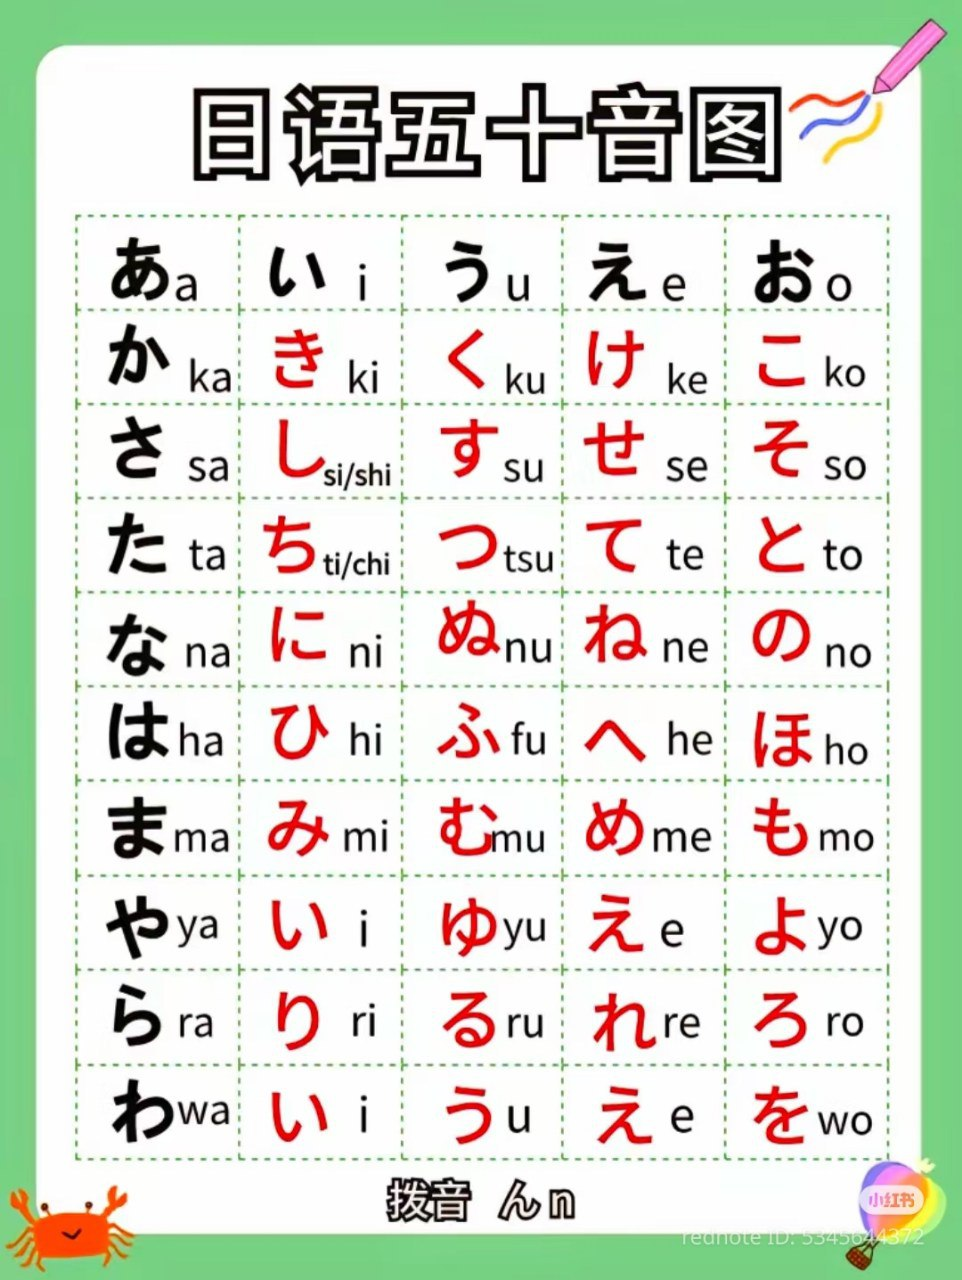 日语五十音图
あa い i う u え e お o
か ka き ki く ku け ke こ ko
さ sa し si/shi す su せ se そ so
た ta ち ti/chi つ tsu て te と to
な na に ni ぬ nu ね ne の no
は ha ひ hi ふ fu へ he ほ ho
ま ma み mi む mu め me も mo
や ya い i ゆ yu え e よ yo
ら ra り ri る ru れ re ろ ro
わ wa い i う u え e を wo
拨音 ん n
小红书
rednote ID: 5345644372